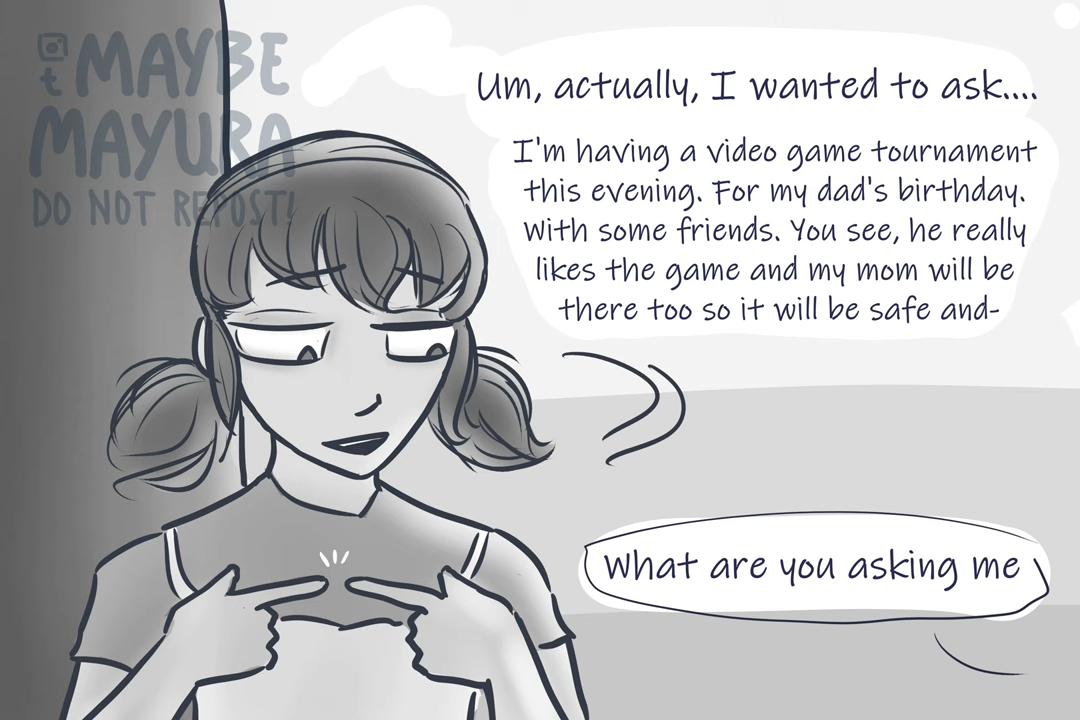 MAYBE
MAYURA
DO NOT REPOST!
Um, actually, I wanted to ask....
I'm having a video game tournament
this evening. For my dad's birthday.
With some friends. You see, he really
likes the game and my mom will be
there too so it will be safe and-
What are you asking me